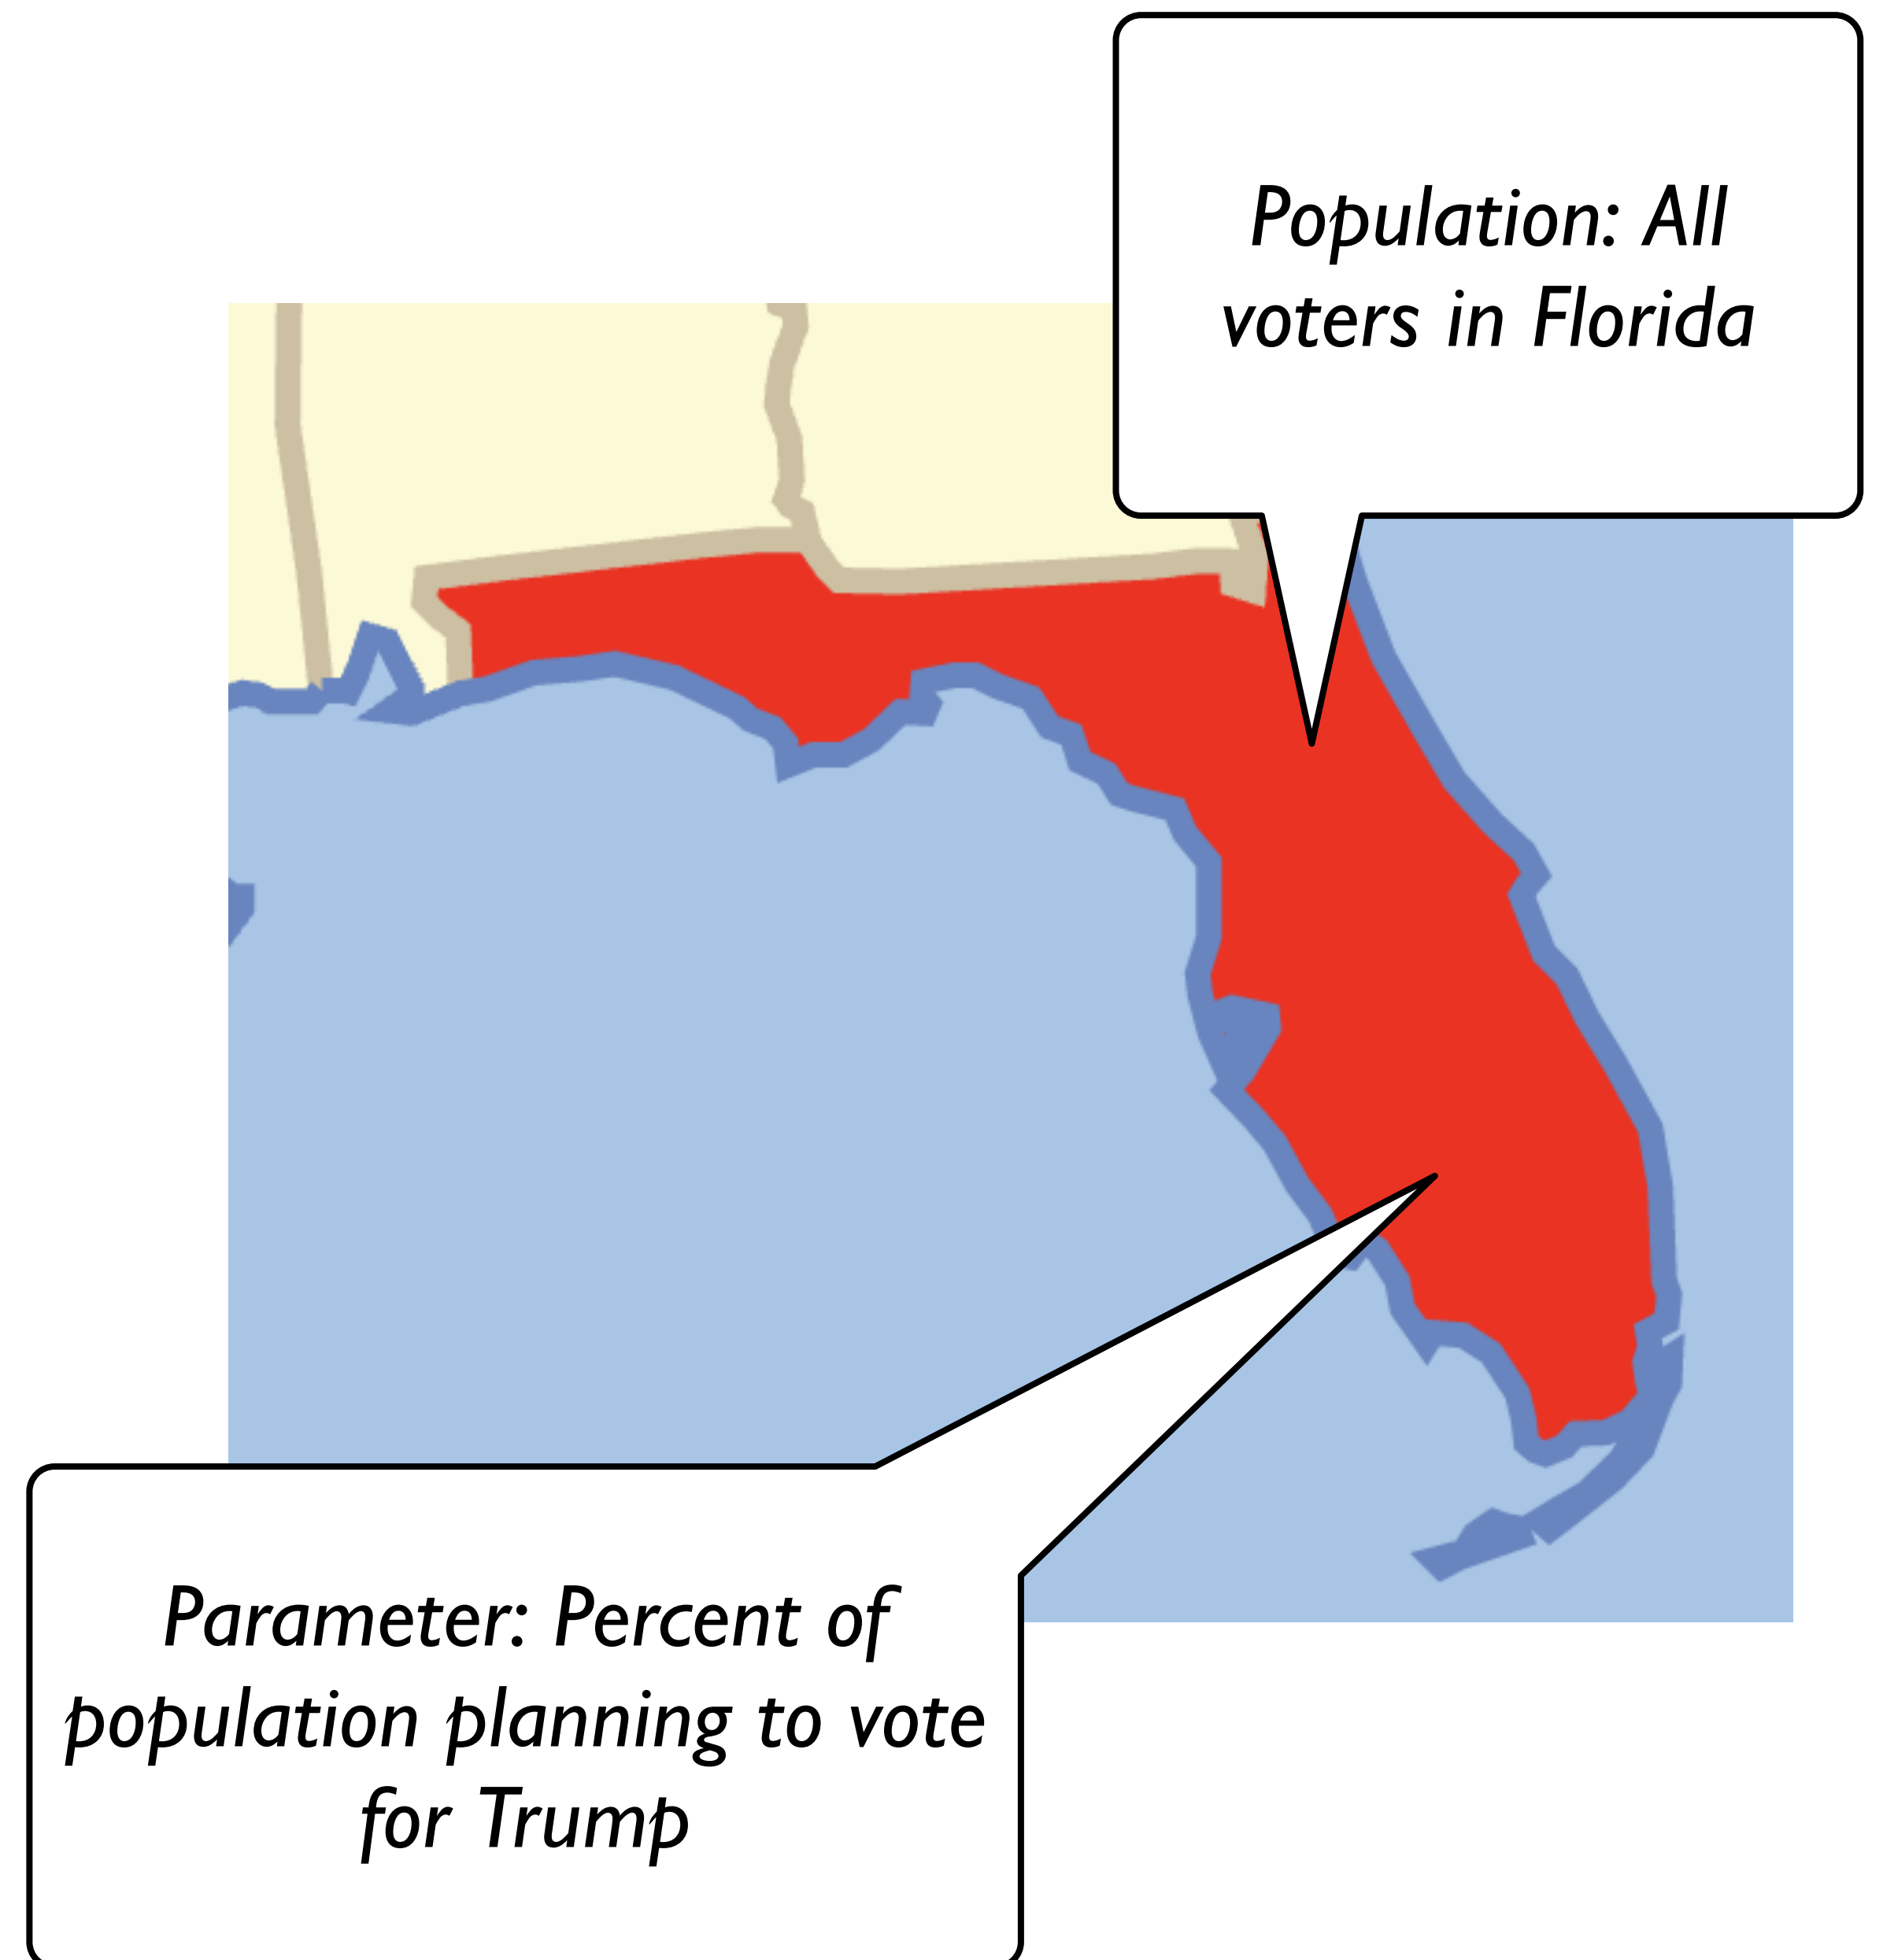 Population: All
voters in Florida
Parameter: Percent of
population planning to vote
for Trump